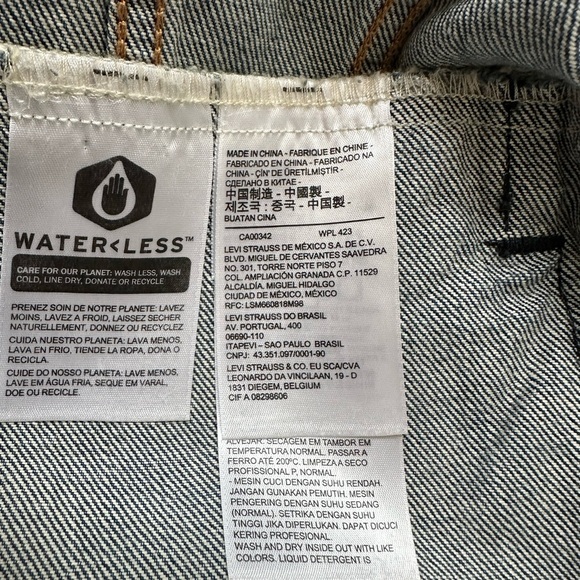 WATER<LESS™
CARE FOR OUR PLANET: WASH LESS, WASH
COLD, LINE DRY, DONATE OR RECYCLE
PRENEZ SOIN DE NOTRE PLANETE: LAVEZ
MOINS, LAVEZ A FROID, LAISSEZ SECHER
NATURELLEMENT, DONNEZ OU RECYCLEZ
CUIDA NUESTRO PLANETA: LAVA MENOS,
LAVA EN FRIO, TIENDE LA ROPA, DONA O
RECICLA.
CUIDE DO NOSSO PLANETA: LAVE MENOS,
LAVE EM ÁGUA FRIA, SEQUE EM VARAL,
DOE OU RECICLE.
MADE IN CHINA - FABRIQUE EN CHINE -
FABRICADO EN CHINA - FABRICADO NA
CHINA - ÇİN' DE ÜRETİLMİŞTİR -
СДЕЛАНО В КИТАЕ -
中国制造 - 中國製 -
제조국 : 중국 - 中国製 -
BUATAN CINA
CA00342 WPL 423
LEVI STRAUSS DE MÉXICO S.A. DE C.V.
BLVD. MIGUEL DE CERVANTES SAAVEDRA
NO. 301, TORRE NORTE PISO 7
COL. AMPLIACIÓN GRANADA C.P. 11529
ALCALDÍA, MIGUEL HIDALGO
CIUDAD DE MÉXICO, MÉXICO
RFC: LSM660818M98
LEVI STRAUSS DO BRASIL
AV. PORTUGAL, 400
06690-110
ITAPEVI – SAO PAULO BRASIL
CNPJ: 43.351.097/0001-90
LEVI STRAUSS & CO. EU SCA/CVA
LEONARDO DA VINCILAAN, 19 - D
1831 DIEGEM, BELGIUM
CIF A 08298606
ALVEJAR. SECAGEM EM TAMBOR EM
TEMPERATURA NORMAL. PASSAR A
FERRO ATÉ 200ºC. LIMPEZA A SECO
PROFISSIONAL P, NORMAL.
- MESIN CUCI DENGAN SUHU RENDAH.
JANGAN GUNAKAN PEMUTIH. MESIN
PENGERING DENGAN SUHU SEDANG
(NORMAL). SETRIKA DENGAN SUHU
TINGGI JIKA DIPERLUKAN. DAPAT DICUCI
KERING PROFESIONAL.
WASH AND DRY INSIDE OUT WITH LIKE
COLORS. LIQUID DETERGENT IS